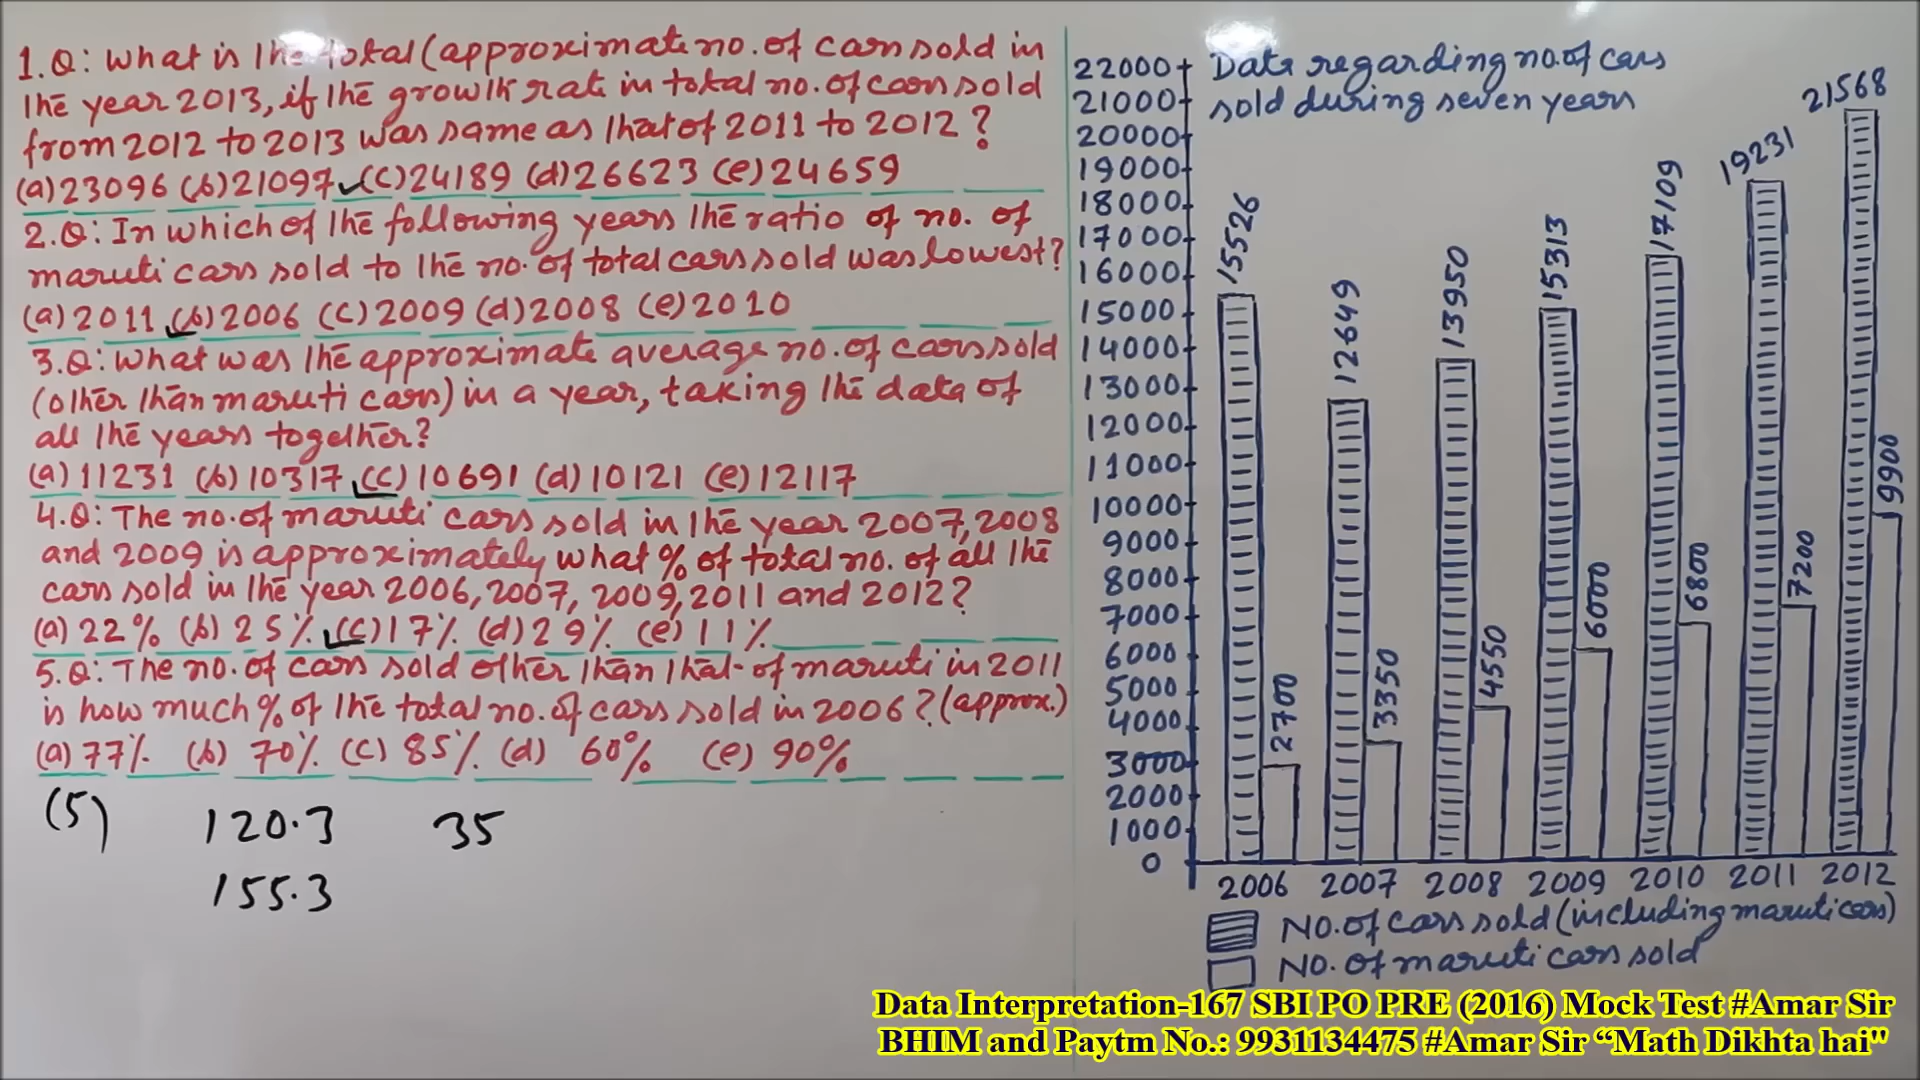 1.Q: What is the total (approximate no. of cars sold in
the year 2013, if the growth rate in total no. of cars sold
from 2012 to 2013 was same as that of 2011 to 2012?
(a) 23096 (b) 21097 (c) 24189 (d) 26623 (e) 24659
2.Q: In which of the following years the ratio of no. of
maruti cars sold to the no. of total cars sold was lowest?
(a) 2011 (b) 2006 (c) 2009 (d) 2008 (e) 2010
3.Q: What was the approximate average no. of cars sold
(other than maruti cars) in a year, taking the data of
all the years together?
(a) 11231 (b) 10317 (c) 10691 (d) 10121 (e) 12117
4.Q: The no. of maruti cars sold in the year 2007, 2008
and 2009 is approximately what % of total no. of all the
cars sold in the year 2006, 2007, 2009, 2011 and 2012?
(a) 22% (b) 25% (c) 17% (d) 29% (e) 11%
5.Q: The no. of cars sold other than that of maruti in 2011
is how much % of the total no. of cars sold in 2006? (approx.)
(a) 77% (b) 70% (c) 85% (d) 60% (e) 90%
(5) 120.3 35
155.3
Data regarding no. of cars
sold during seven years
22000
21000
20000
19000
18000
17000
16000
15000
14000
13000
12000
11000
10000
9000
8000
7000
6000
5000
4000
3000
2000
1000
0
15526
2700
12649
3350
13950
4550
15313
6000
17109
6800
19231
7200
21568
9900
2006 2007 2008 2009 2010 2011 2012
NO. of cars sold (including maruti cars)
NO. of maruti cars sold
Data Interpretation-167 SBI PO PRE (2016) Mock Test #Amar Sir
BHIM and Paytm No.: 9931134475 #Amar Sir “Math Dikhta hai"